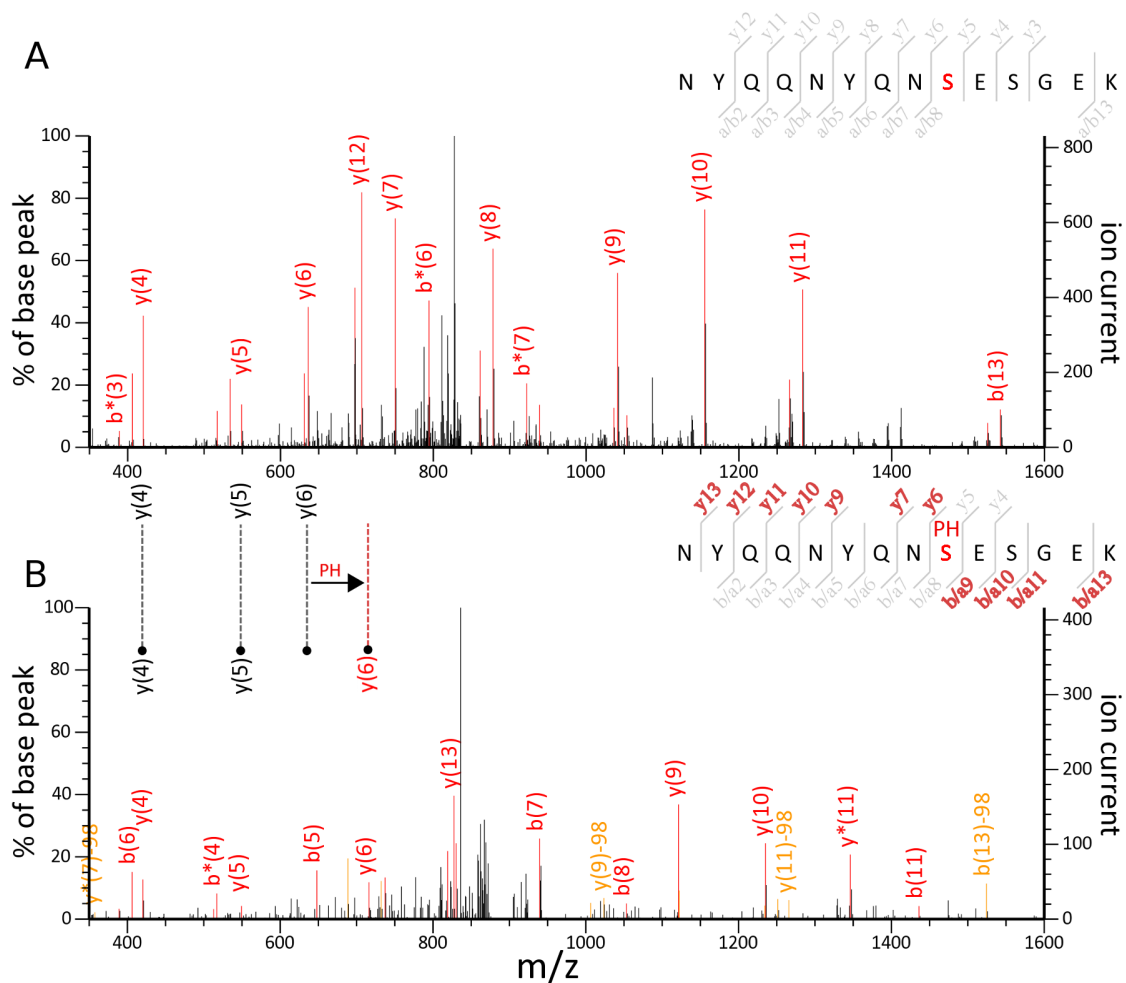 A
y12 y11 y10 y9 y8 y7 y6 y5 y4 y3
N Y Q Q N Y Q N S E S G E K
a/b2 a/b3 a/b4 a/b5 a/b6 a/b7 a/b8 a/b13
% of base peak
100
80
60
40
20
0
b*(3)
y(4)
y(5)
y(6)
y(12)
y(7)
b*(6)
y(8)
b*(7)
y(9)
y(10)
y(11)
b(13)
800
600
400
200
0
ion current
400 600 800 1000 1200 1400 1600
y(4) y(5) y(6)
PH
y13 y12 y11 y10 y9 y7 y6 y5 y4
PH
N Y Q Q N Y Q N S E S G E K
b/a2 b/a3 b/a4 b/a5 b/a6 b/a7 b/a8 b/a9 b/a10 b/a11 b/a13
B
y(4) y(5) y(6)
% of base peak
100
80
60
40
20
0
y*(7)-98
b(6)
y(4)
b*(4)
y(5)
b(5)
y(6)
y(13)
b(7)
y(9)-98
b(8)
y(9)
y(10)
y(11)-98
y*(11)
b(11)
b(13)-98
400
300
200
100
0
ion current
400 600 800 1000 1200 1400 1600
m/z